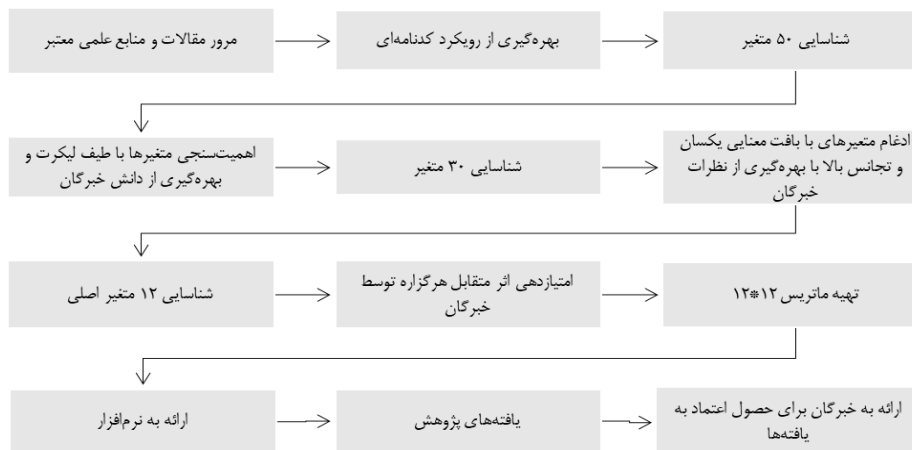 مرور مقالات و منابع علمی معتبر
بهره‌گیری از رویکرد کدنامه‌ای
شناسایی ۵۰ متغیر
اهمیت‌سنجی متغیرها با طیف لیکرت و
بهره‌گیری از دانش خبرگان
شناسایی ۳۰ متغیر
ادغام متغیرهای با بافت معنایی یکسان
و تجانس بالا با بهره‌گیری از نظرات
خبرگان
شناسایی ۱۲ متغیر اصلی
امتیازدهی اثر متقابل هرگزاره توسط
خبرگان
تهیه ماتریس ۱۲*۱۲
ارائه به نرم‌افزار
یافته‌های پژوهش
ارائه به خبرگان برای حصول اعتماد به
یافته‌ها